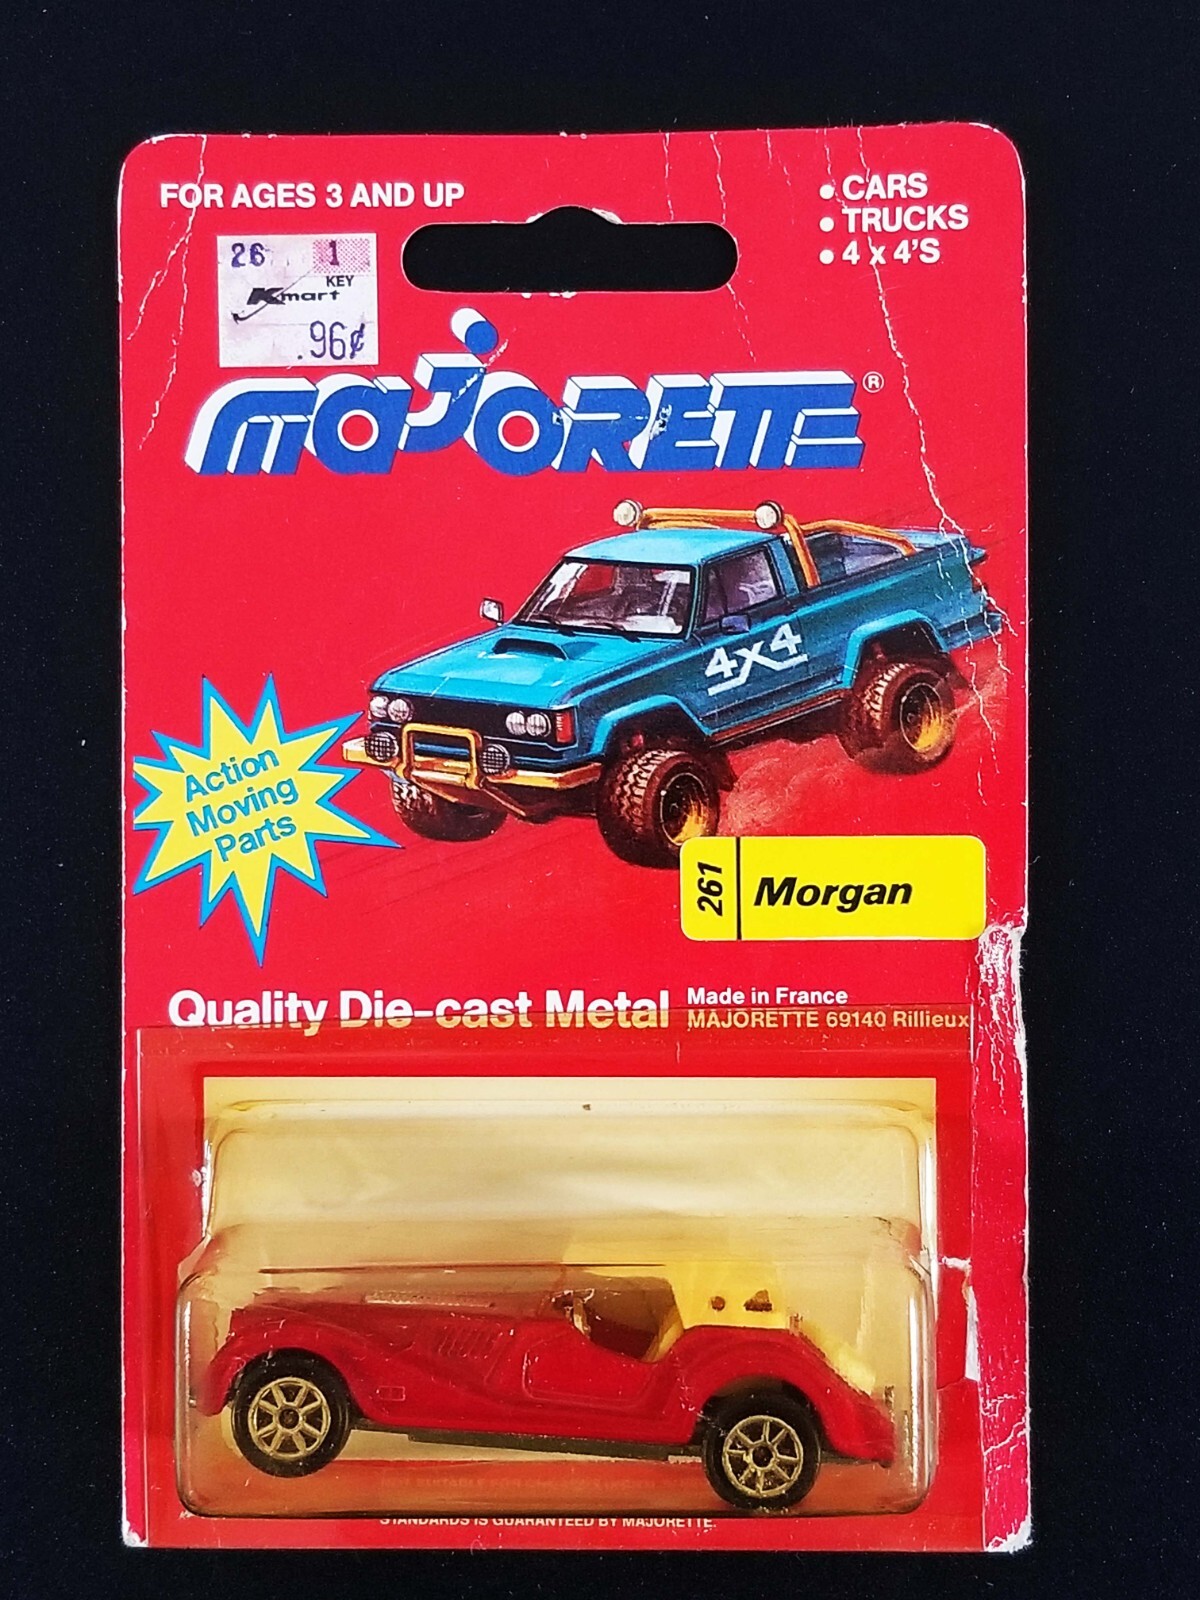 FOR AGES 3 AND UP
• CARS
• TRUCKS
• 4 x 4'S
26 1
KEY
Kmart
.96¢
MAJORETTE®
4x4
Action
Moving
Parts
261 Morgan
Quality Die-cast Metal
Made in France
MAJORETTE 69140 Rillieux
STANDARDS IS GUARANTEED BY MAJORETTE.